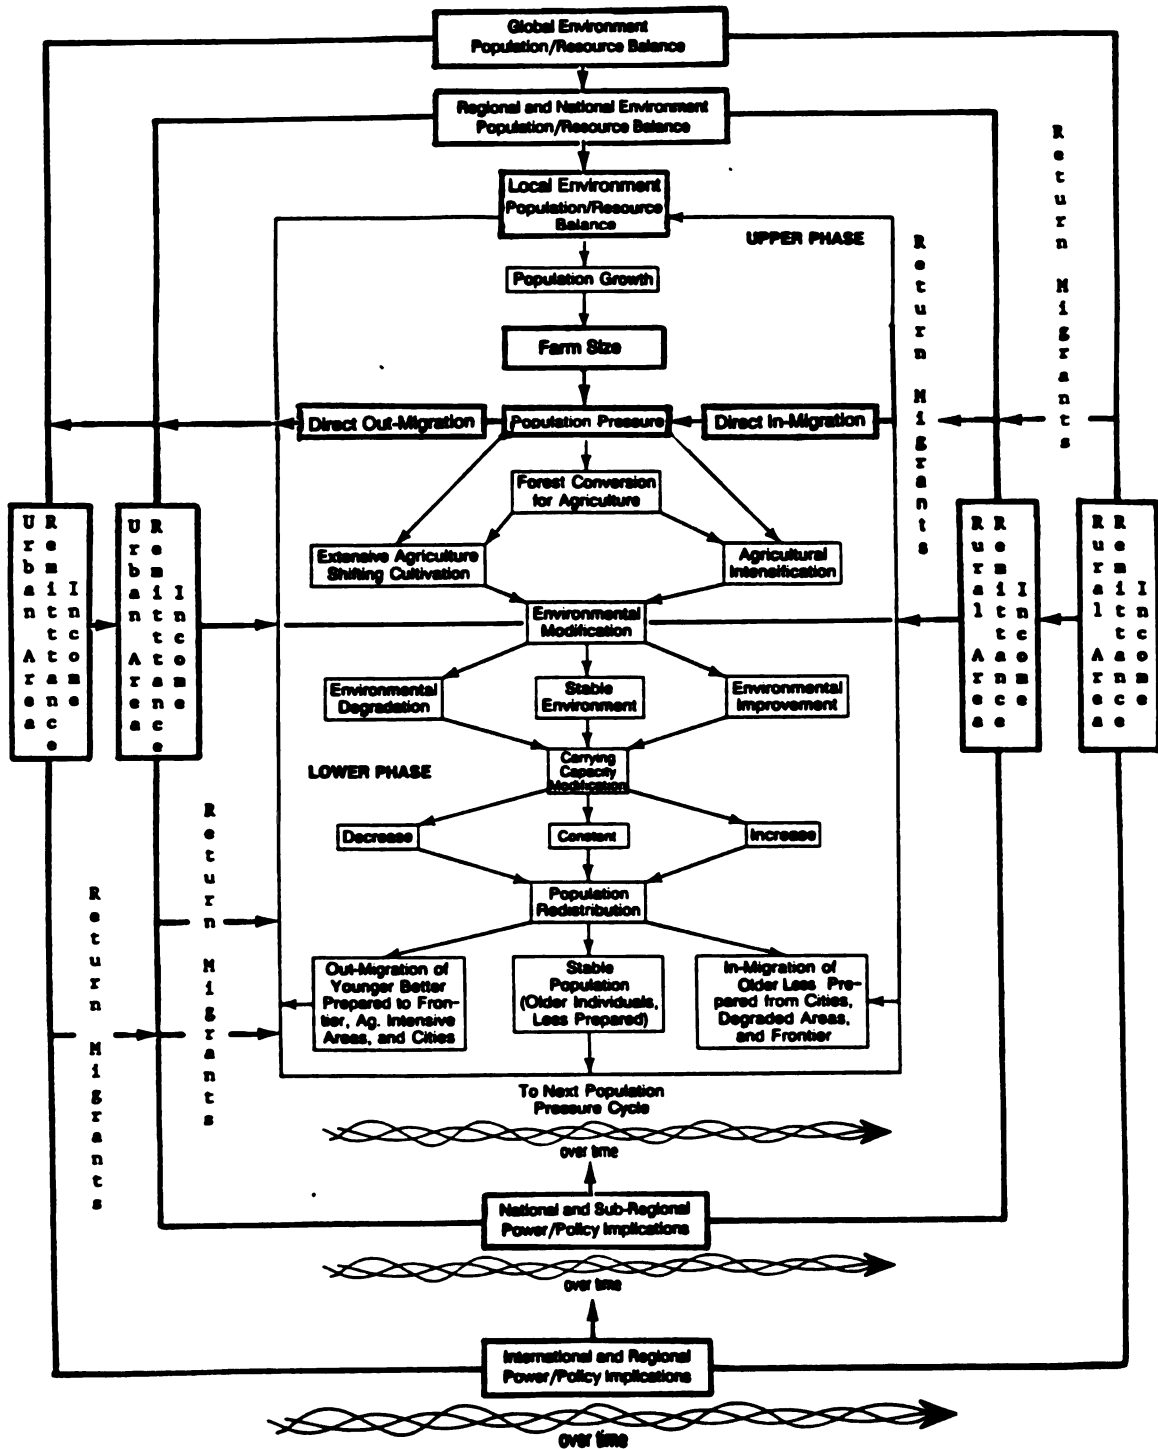 Global Environment
Population/Resource Balance
Regional and National Environment
Population/Resource Balance
Local Environment
Population/Resource
Balance
UPPER PHASE
Population Growth
Farm Size
Direct Out-Migration
Population Pressure
Direct In-Migration
Forest Conversion
for Agriculture
Extensive Agriculture
Shifting Cultivation
Agricultural
Intensification
Environmental
Modification
Environmental
Degradation
Stable
Environment
Environmental
Improvement
LOWER PHASE
Carrying
Capacity
Modification
Decrease
Constant
Increase
Population
Redistribution
Out-Migration of
Younger Better
Prepared to Fron-
tier, Ag. Intensive
Areas, and Cities
Stable
Population
(Older Individuals,
Less Prepared)
In-Migration of
Older Less Pre-
pared from Cities,
Degraded Areas,
and Frontier
To Next Population
Pressure Cycle
over time
National and Sub-Regional
Power/Policy Implications
over time
International and Regional
Power/Policy Implications
over time
Urban Area
Remittance
Income
Urban Area
Remittance
Income
Return Migrants
Return Migrants
Return Migrants
Return Migrants
Rural Area
Remittance
Income
Rural Area
Remittance
Income